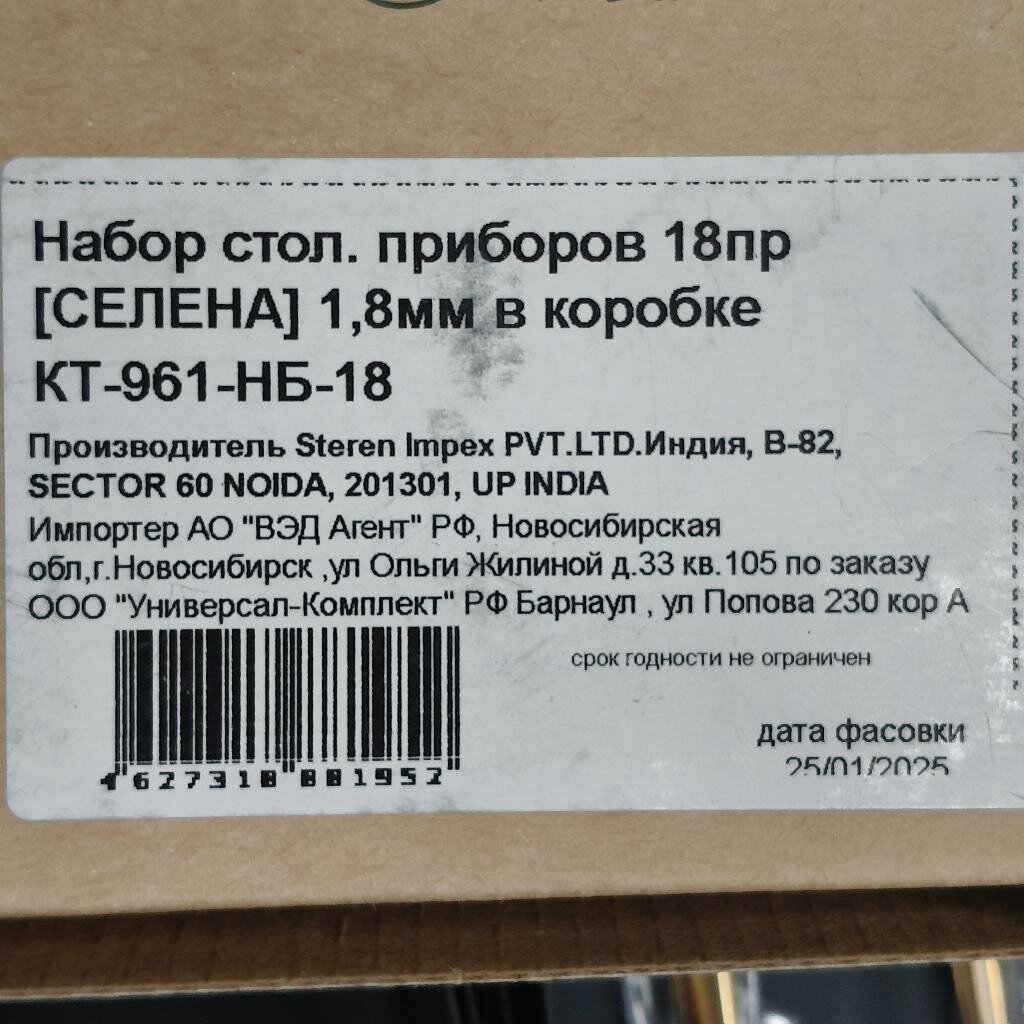 Набор стол. приборов 18пр
[СЕЛЕНА] 1,8мм в коробке
КТ-961-НБ-18
Производитель Steren Impex PVT.LTD.Индия, B-82,
SECTOR 60 NOIDA, 201301, UP INDIA
Импортер АО "ВЭД Агент" РФ, Новосибирская
обл,г.Новосибирск ,ул Ольги Жилиной д.33 кв.105 по заказу
ООО "Универсал-Комплект" РФ Барнаул , ул Попова 230 кор А
срок годности не ограничен
дата фасовки
25/01/2025
4 627318 881952